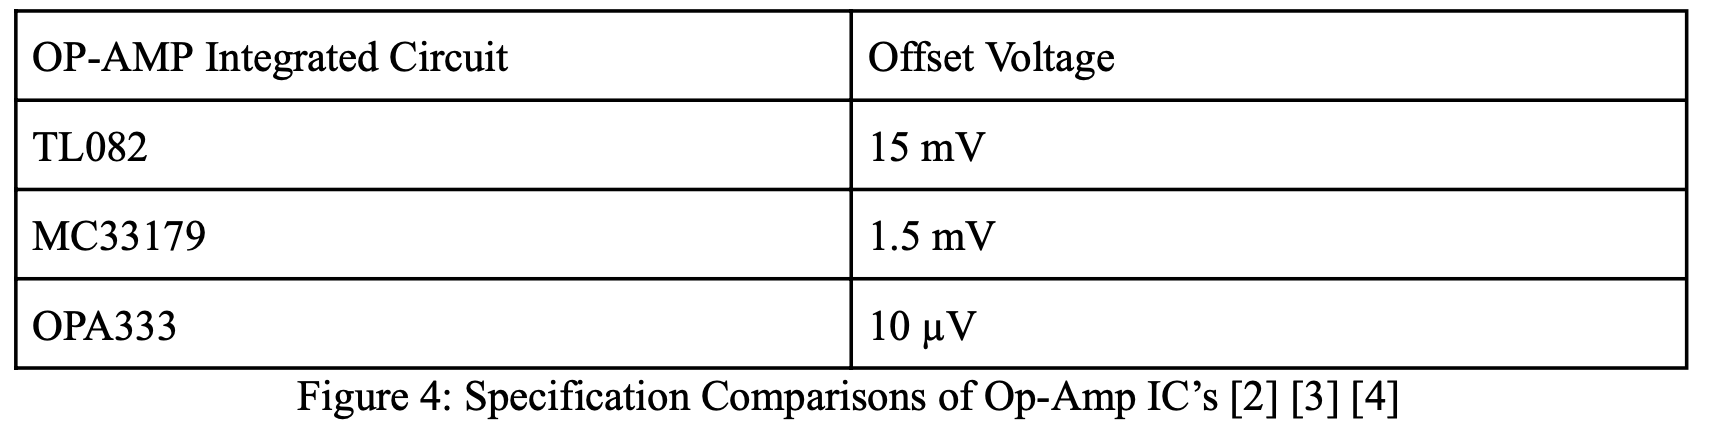 OP-AMP Integrated Circuit Offset Voltage
TL082 15 mV
MC33179 1.5 mV
OPA333 10 μV
Figure 4: Specification Comparisons of Op-Amp IC’s [2] [3] [4]